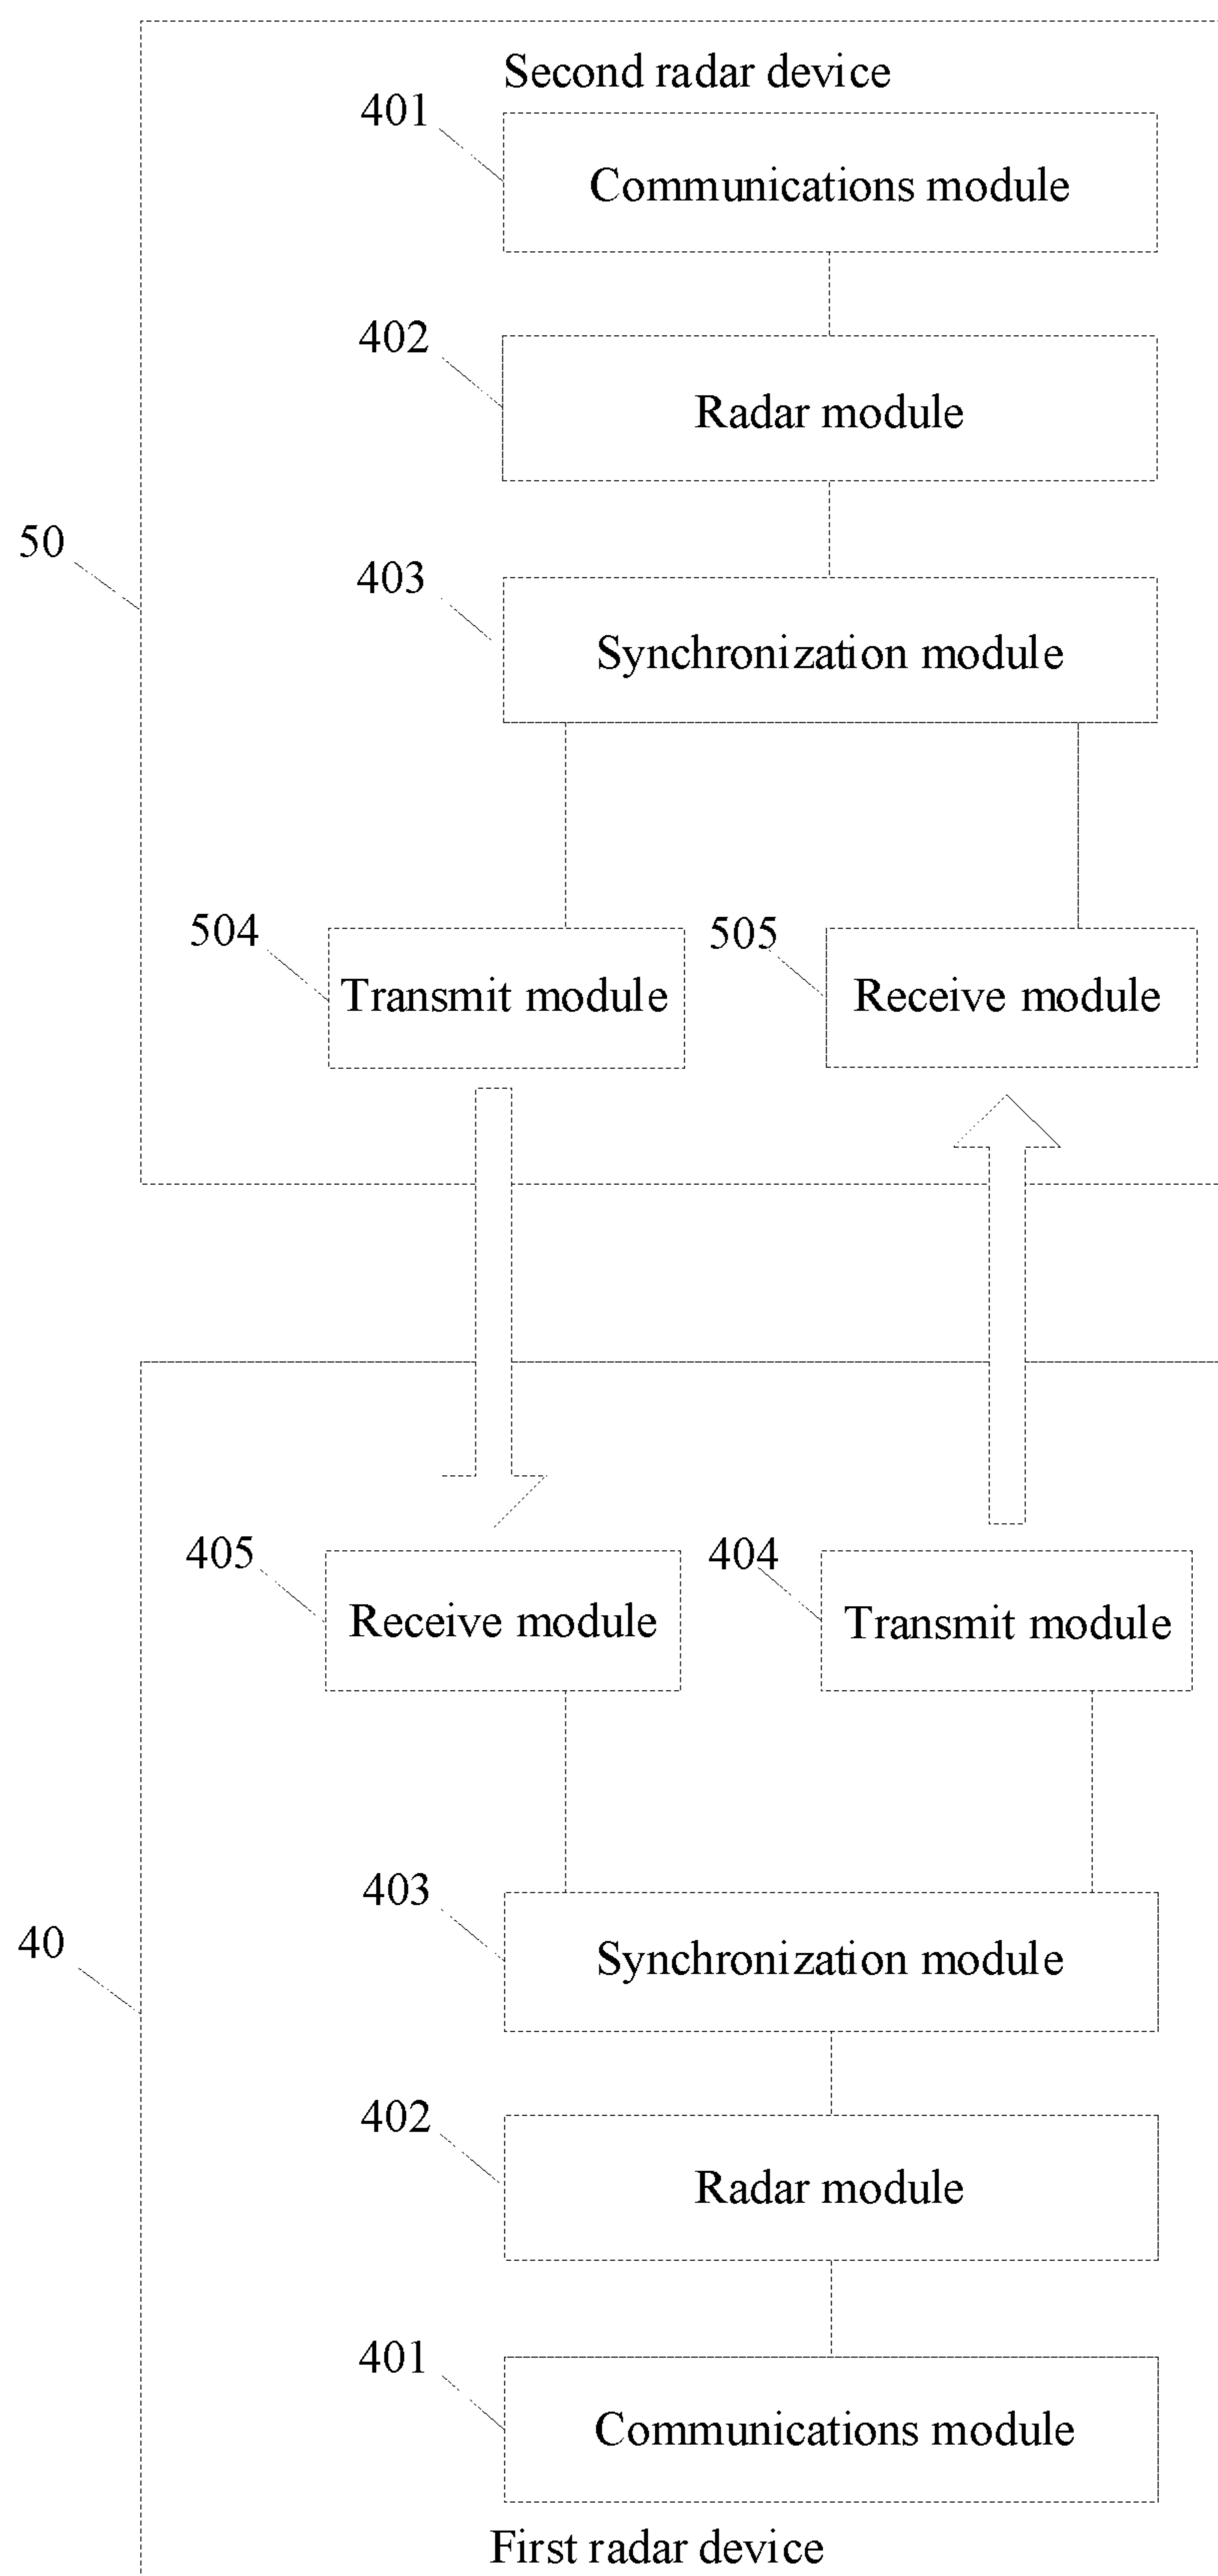 Second radar device
401
Communications module
402
Radar module
50
403
Synchronization module
504
Transmit module
505
Receive module
405
Receive module
404
Transmit module
403
Synchronization module
40
402
Radar module
401
Communications module
First radar device